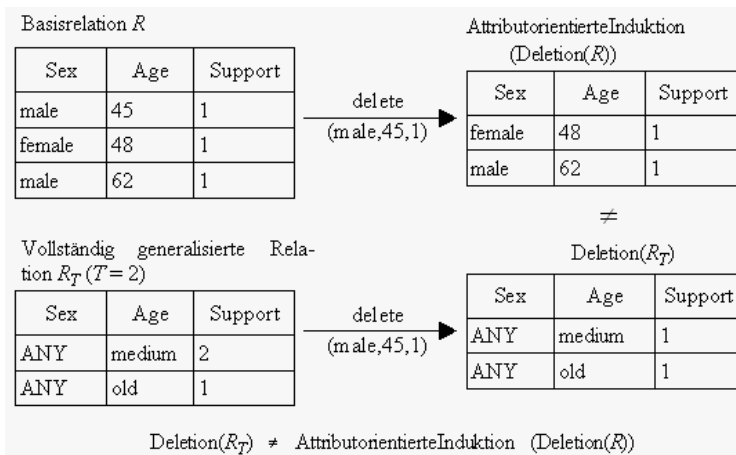 Basisrelation R
AttributorientierteInduktion
(Deletion(R))
Sex Age Support
male 45 1
female 48 1
male 62 1
delete
(male,45,1)
Sex Age Support
female 48 1
male 62 1
≠
Vollständig generalisierte Rela-
tion R_T (T = 2)
Deletion(R_T)
Sex Age Support
ANY medium 2
ANY old 1
delete
(male,45,1)
Sex Age Support
ANY medium 1
ANY old 1
Deletion(R_T) ≠ AttributorientierteInduktion (Deletion(R))